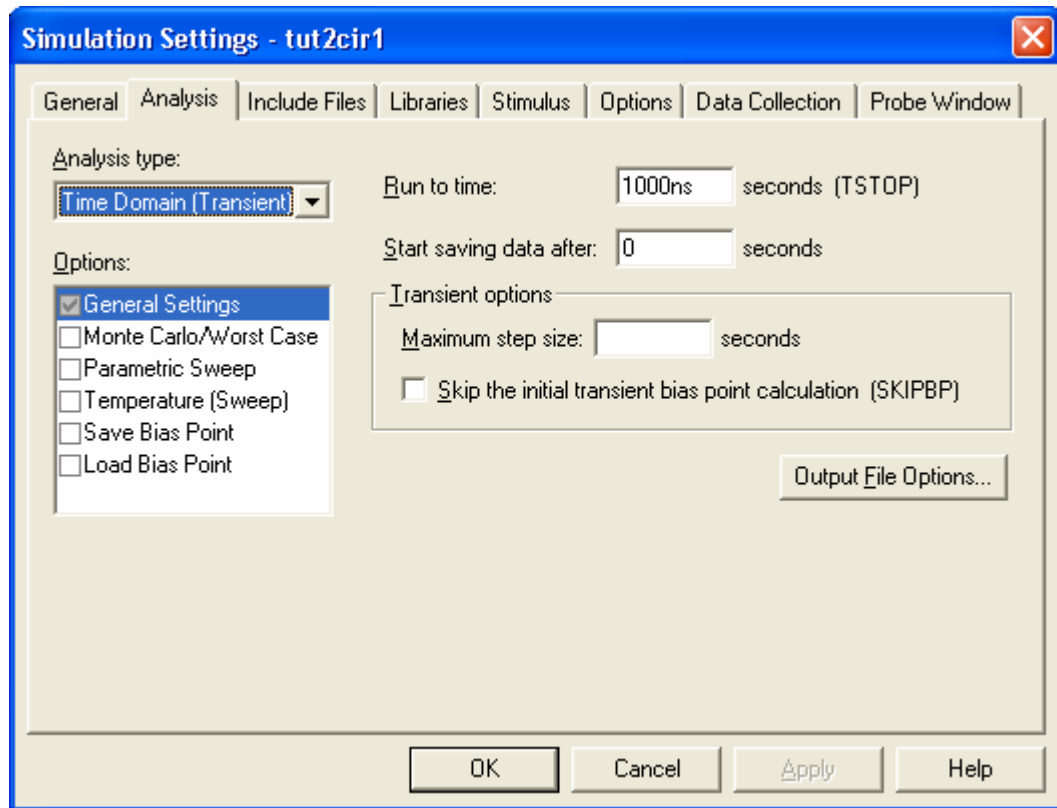 Simulation Settings - tut2cir1
General Analysis Include Files Libraries Stimulus Options Data Collection Probe Window
Analysis type:
Time Domain (Transient)
Options:
General Settings
Monte Carlo/Worst Case
Parametric Sweep
Temperature (Sweep)
Save Bias Point
Load Bias Point
Run to time: 1000ns seconds (TSTOP)
Start saving data after: 0 seconds
Transient options
Maximum step size: seconds
Skip the initial transient bias point calculation (SKIPBP)
Output File Options...
OK Cancel Apply Help